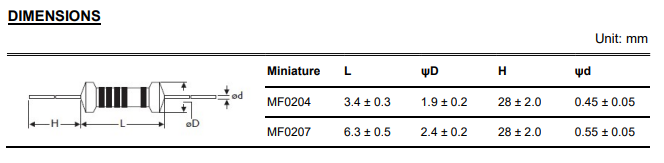 DIMENSIONS
Unit: mm
Miniature L ψD H ψd
MF0204 3.4 ± 0.3 1.9 ± 0.2 28 ± 2.0 0.45 ± 0.05
MF0207 6.3 ± 0.5 2.4 ± 0.2 28 ± 2.0 0.55 ± 0.05
ød
H L øD